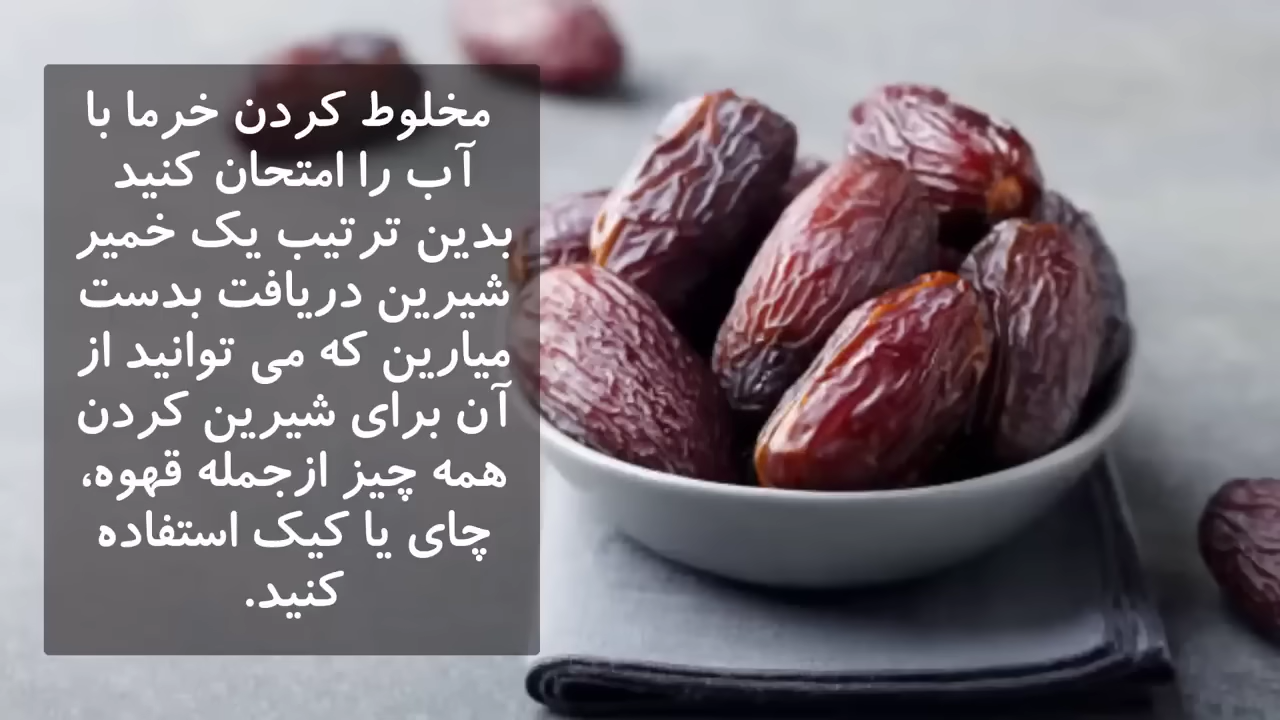 مخلوط کردن خرما با
آب را امتحان کنید
بدین ترتیب یک خمیر
شیرین دریافت بدست
میارین که می توانید از
آن برای شیرین کردن
همه چیز ازجمله قهوه،
چای یا کیک استفاده
کنید.